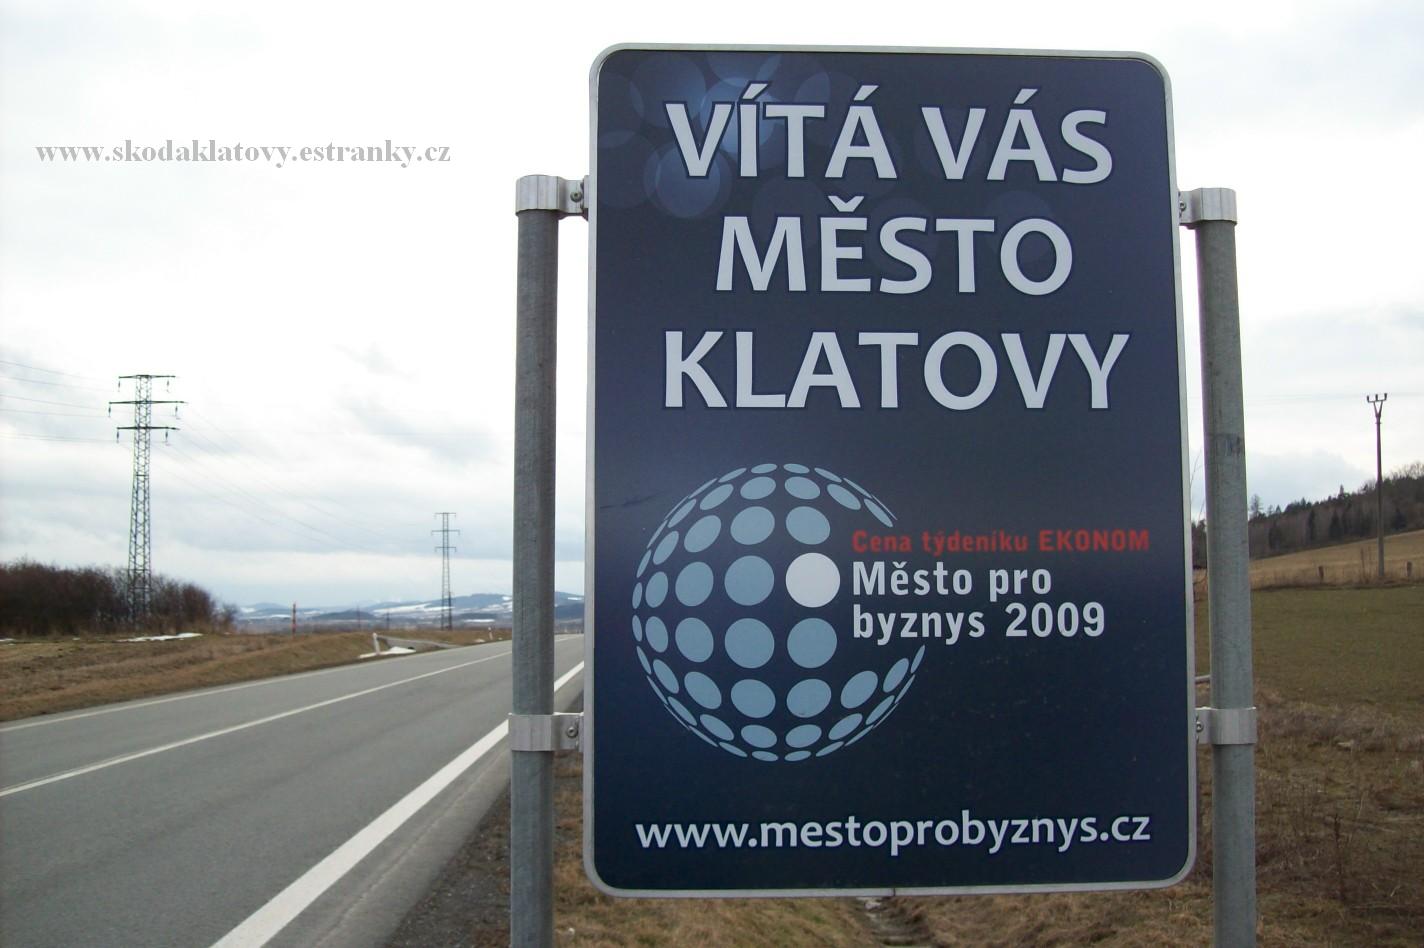 www.skodaklatovy.estranky.cz
VÍTÁ VÁS
MĚSTO
KLATOVY
Cena týdeníku EKONOM
Město pro
byznys 2009
www.mestoprobyznys.cz